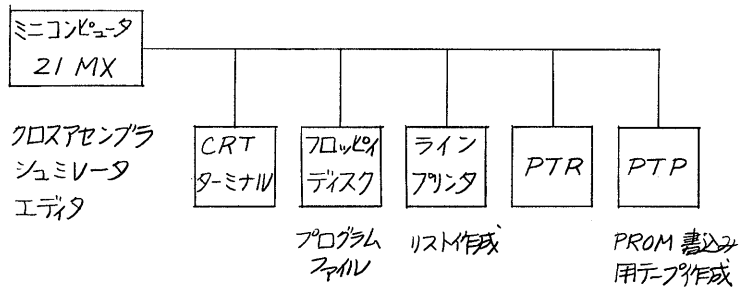 ミニコンピュータ
21 MX
クロスアセンブラ
シュミレータ
エディタ
CRT
ターミナル
フロッピィ
ディスク
プログラム
ファイル
ライン
プリンタ
リスト作成
PTR
PTP
PROM 書込み
用テープ作成